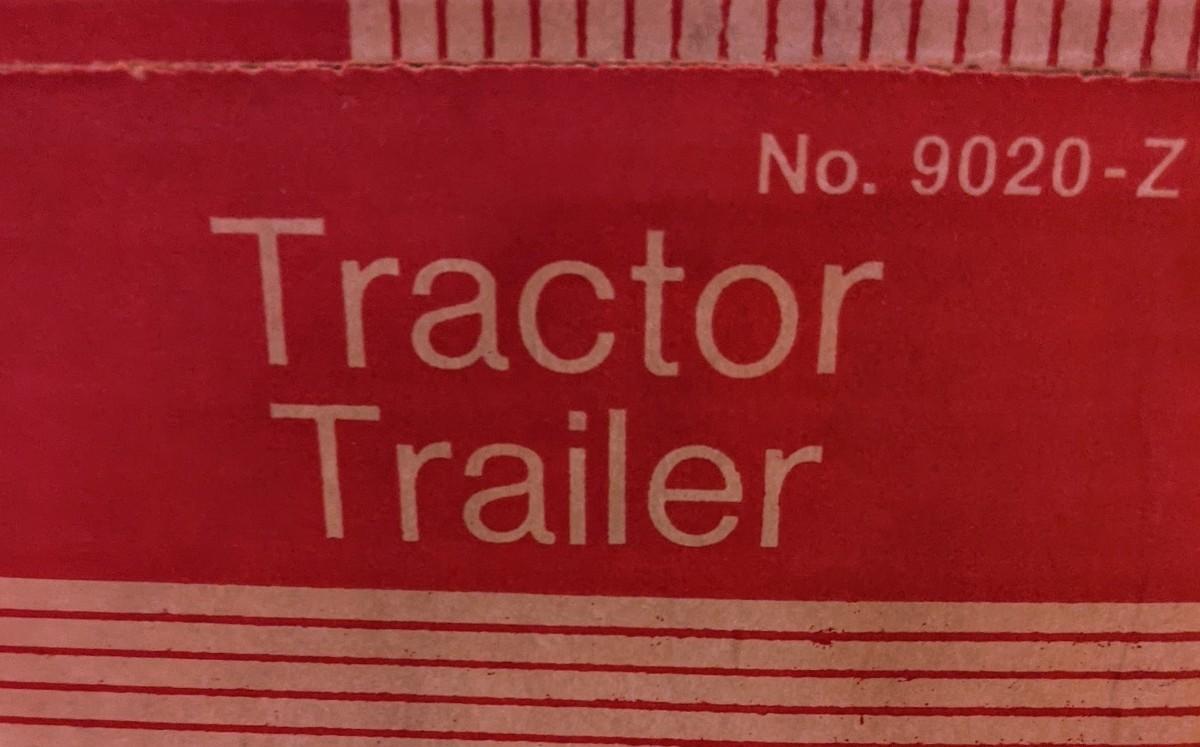 No. 9020-Z
Tractor
Trailer